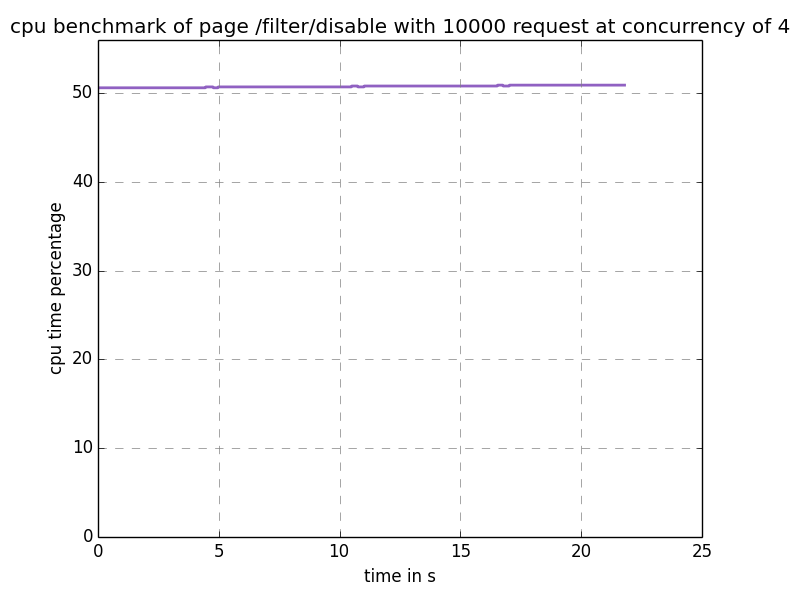 cpu benchmark of page /filter/disable with 10000 request at concurrency of 4
50
40
30
20
10
0
cpu time percentage
0 5 10 15 20 25
time in s